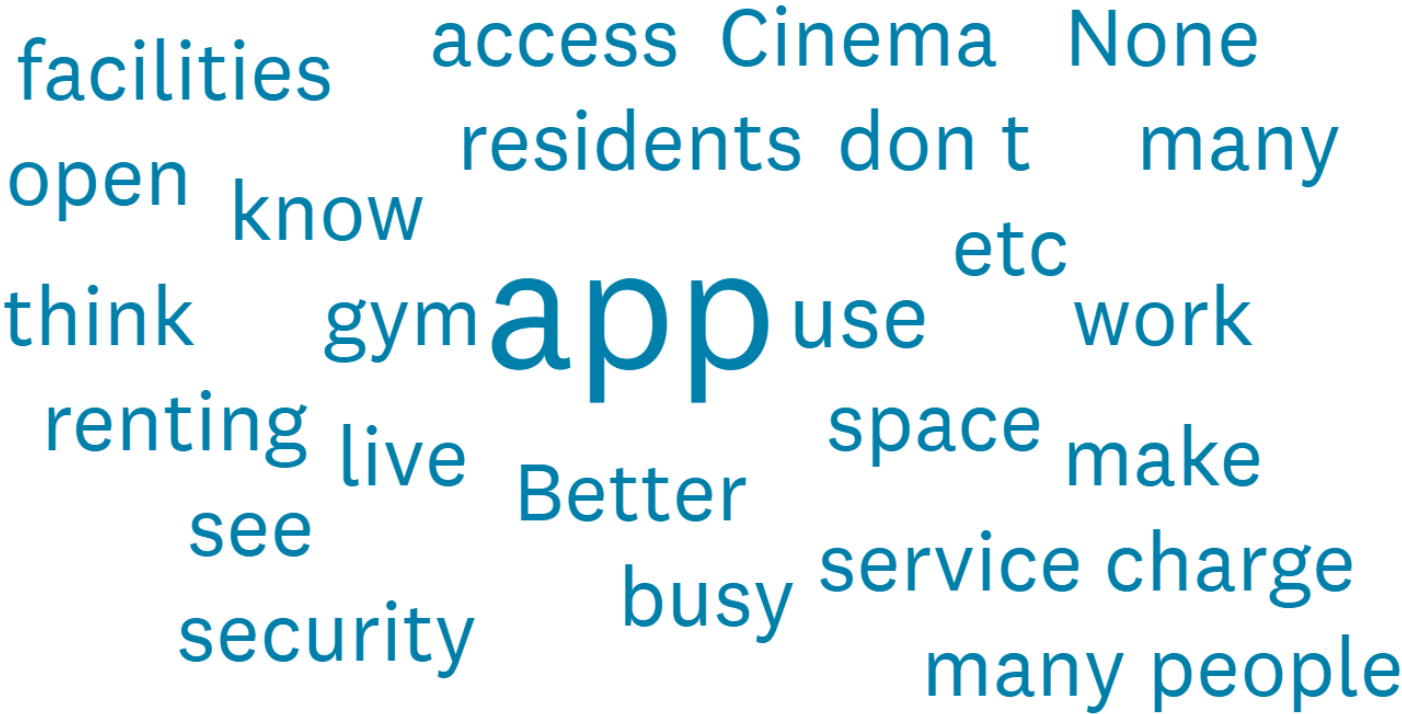 access Cinema None
facilities
residents don t many
open
know
etc
think gym app use work
renting space
live make
Better
see
service charge
busy
security
many people